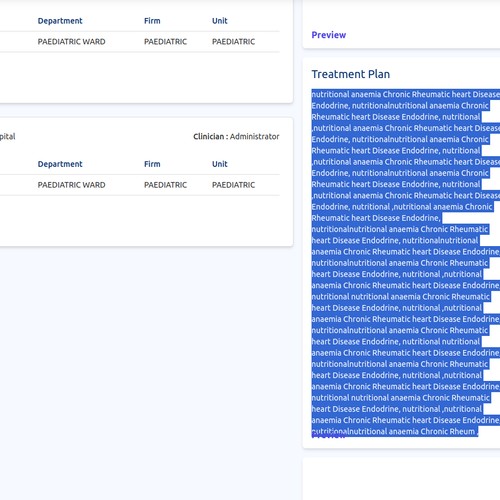 Department Firm Unit
PAEDIATRIC WARD PAEDIATRIC PAEDIATRIC
pital Clinician : Administrator
Department Firm Unit
PAEDIATRIC WARD PAEDIATRIC PAEDIATRIC
Preview
Treatment Plan
nutritional anaemia Chronic Rheumatic heart Disease
Endodrine, nutritionalnutritional anaemia Chronic
Rheumatic heart Disease Endodrine, nutritional
,nutritional anaemia Chronic Rheumatic heart Disease
Endodrine, nutritionalnutritional anaemia Chronic
Rheumatic heart Disease Endodrine, nutritional
,nutritional anaemia Chronic Rheumatic heart Disease
Endodrine, nutritionalnutritional anaemia Chronic
Rheumatic heart Disease Endodrine, nutritional
,nutritional anaemia Chronic Rheumatic heart Disease
Endodrine, nutritional ,nutritional anaemia Chronic
Rheumatic heart Disease Endodrine,
nutritionalnutritional anaemia Chronic Rheumatic
heart Disease Endodrine, nutritionalnutritional
anaemia Chronic Rheumatic heart Disease Endodrine,
nutritionalnutritional anaemia Chronic Rheumatic
heart Disease Endodrine, nutritional ,nutritional
anaemia Chronic Rheumatic heart Disease Endodrine,
nutritional nutritional anaemia Chronic Rheumatic
heart Disease Endodrine, nutritional ,nutritional
anaemia Chronic Rheumatic heart Disease Endodrine,
nutritionalnutritional anaemia Chronic Rheumatic
heart Disease Endodrine, nutritional nutritional
anaemia Chronic Rheumatic heart Disease Endodrine,
nutritionalnutritional anaemia Chronic Rheumatic
heart Disease Endodrine, nutritional ,nutritional
anaemia Chronic Rheumatic heart Disease Endodrine,
nutritional nutritional anaemia Chronic Rheumatic
heart Disease Endodrine, nutritional ,nutritional
anaemia Chronic Rheumatic heart Disease Endodrine,
nutritionalnutritional anaemia Chronic Rheum ,
Preview